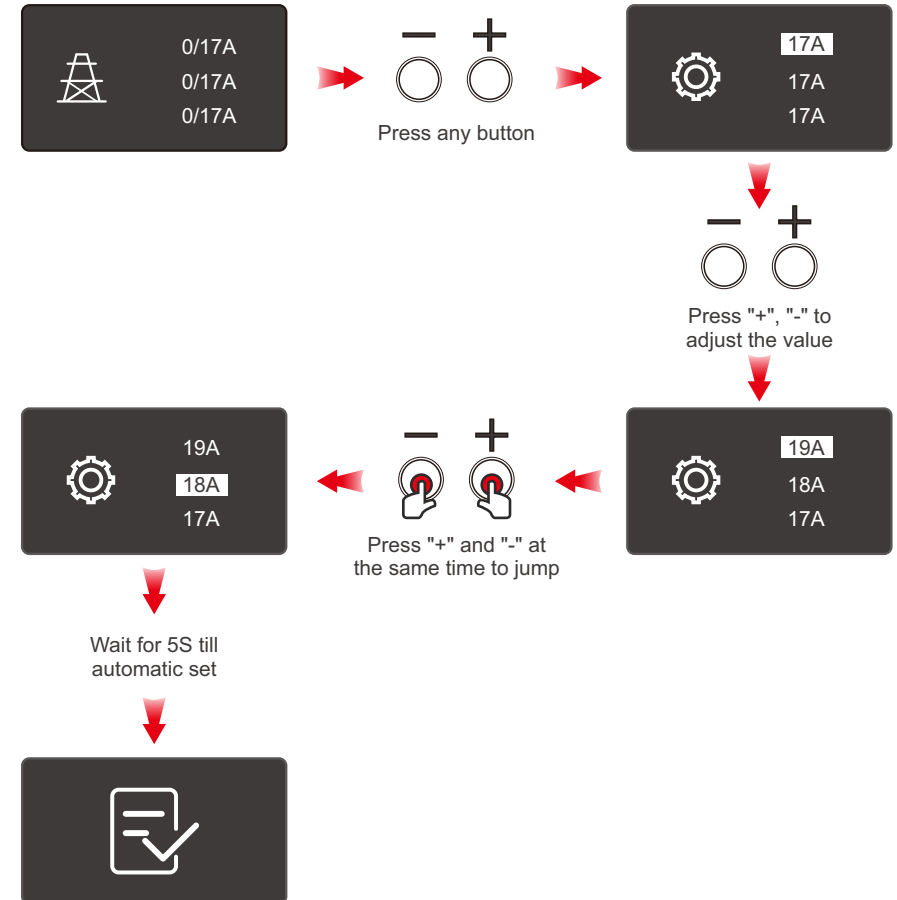 0/17A
0/17A
0/17A
− +
Press any button
17A
17A
17A
− +
Press "+", "-" to
adjust the value
19A
18A
17A
− +
Press "+" and "-" at
the same time to jump
19A
18A
17A
Wait for 5S till
automatic set